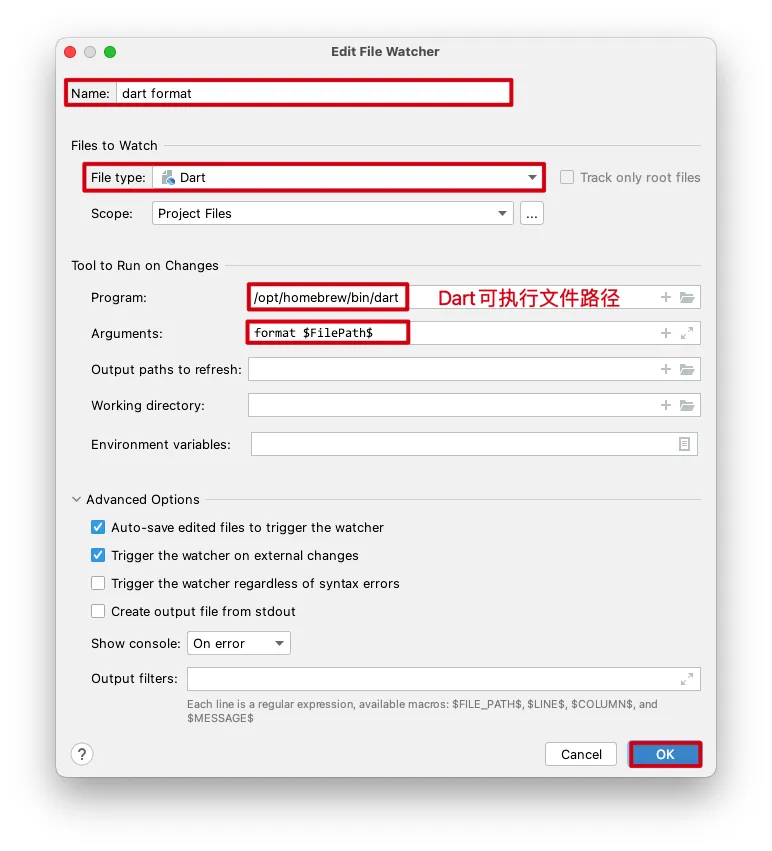 Edit File Watcher
Name: dart format
Files to Watch
File type: Dart Track only root files
Scope: Project Files ...
Tool to Run on Changes
Program: /opt/homebrew/bin/dart Dart可执行文件路径
Arguments: format $FilePath$
Output paths to refresh:
Working directory:
Environment variables:
Advanced Options
Auto-save edited files to trigger the watcher
Trigger the watcher on external changes
Trigger the watcher regardless of syntax errors
Create output file from stdout
Show console: On error
Output filters:
Each line is a regular expression, available macros: $FILE_PATH$, $LINE$, $COLUMN$, and
$MESSAGE$
? Cancel OK